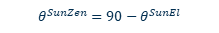 θ^{SunZen} = 90 − θ^{SunEl}